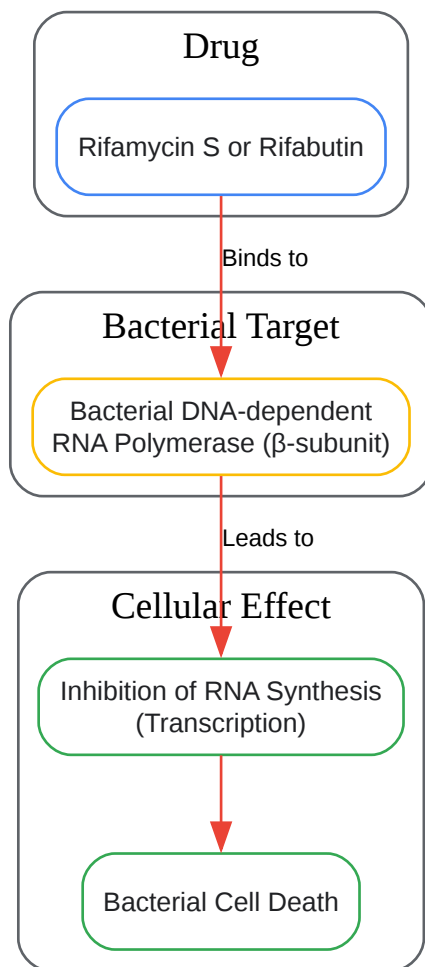 Drug
Rifamycin S or Rifabutin
Binds to
Bacterial Target
Bacterial DNA-dependent
RNA Polymerase (β-subunit)
Leads to
Cellular Effect
Inhibition of RNA Synthesis
(Transcription)
Bacterial Cell Death